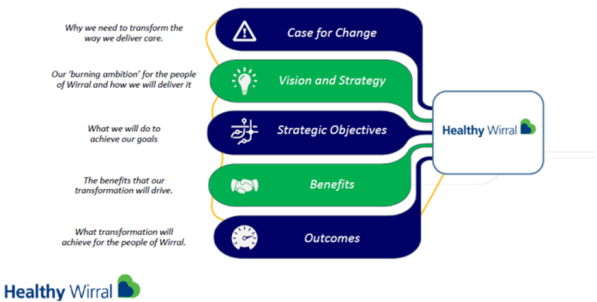 Why we need to transform the
way we deliver care.
Case for Change
Our 'burning ambition' for the people
of Wirral and how we will deliver it
Vision and Strategy
What we will do to
achieve our goals
Strategic Objectives
Healthy Wirral
The benefits that our
transformation will drive.
Benefits
What transformation will
achieve for the people of Wirral.
Outcomes
Healthy Wirral